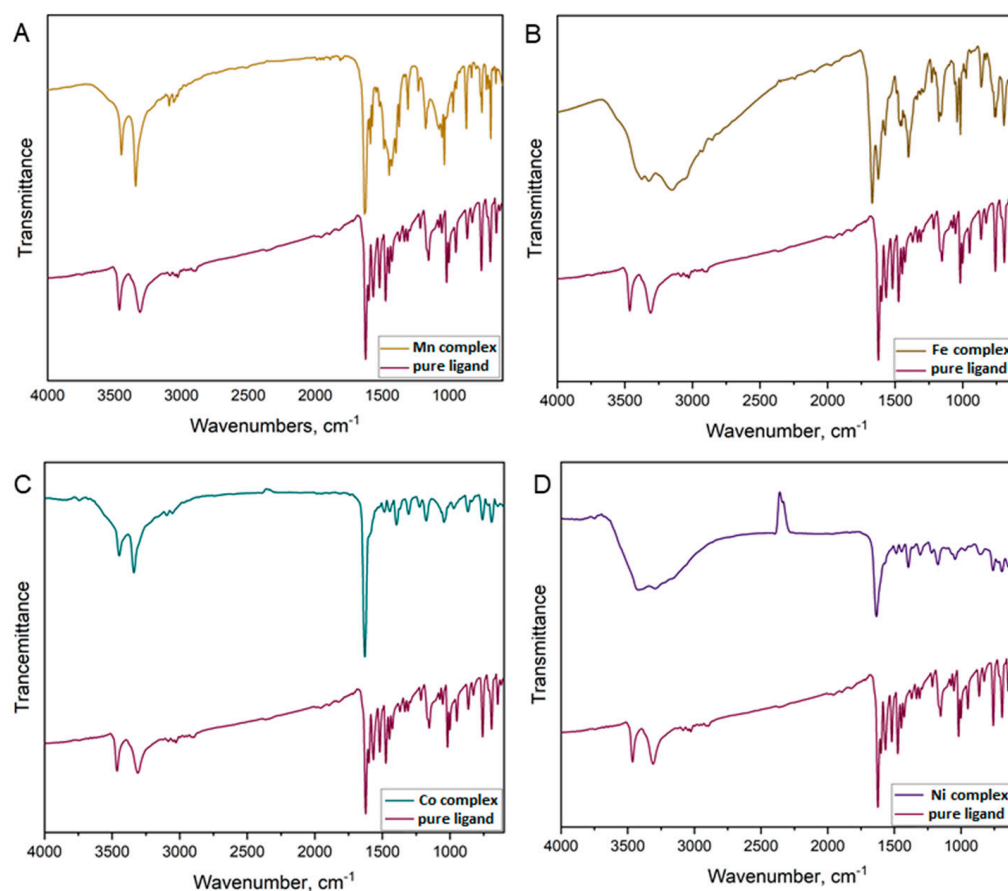 A
Transmittance
Mn complex
pure ligand
4000 3500 3000 2500 2000 1500 1000
Wavenumbers, cm-1
B
Transmittance
Fe complex
pure ligand
4000 3500 3000 2500 2000 1500 1000
Wavenumber, cm-1
C
Trancemittance
Co complex
pure ligand
4000 3500 3000 2500 2000 1500 1000
Wavenumber, cm-1
D
Transmittance
Ni complex
pure ligand
4000 3500 3000 2500 2000 1500 1000
Wavenumber, cm-1